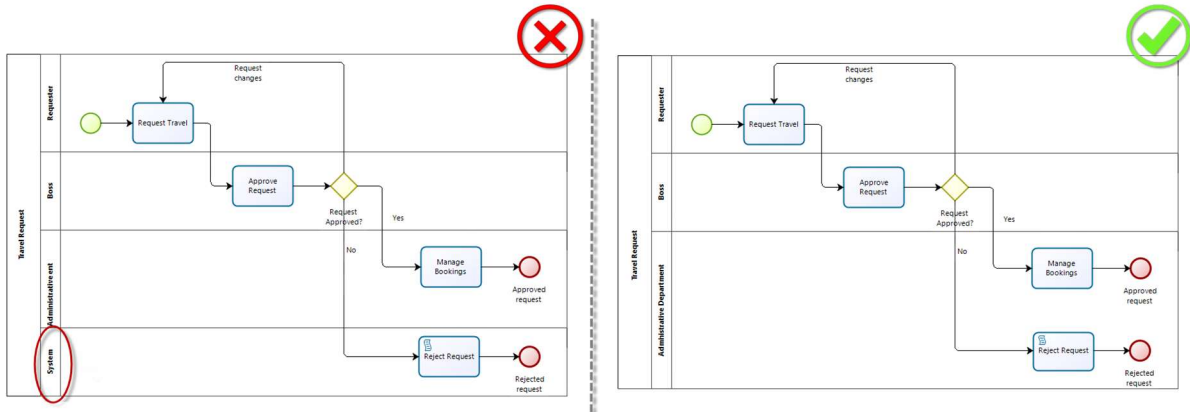 Travel Request
Requester
Boss
Administrative ent
System
Request
changes
Request Travel
Approve
Request
Request
Approved?
Yes
No
Manage
Bookings
Approved
request
Reject Request
Rejected
request
Travel Request
Requester
Boss
Administrative Department
Request
changes
Request Travel
Approve
Request
Request
Approved?
Yes
No
Manage
Bookings
Approved
request
Reject Request
Rejected
request